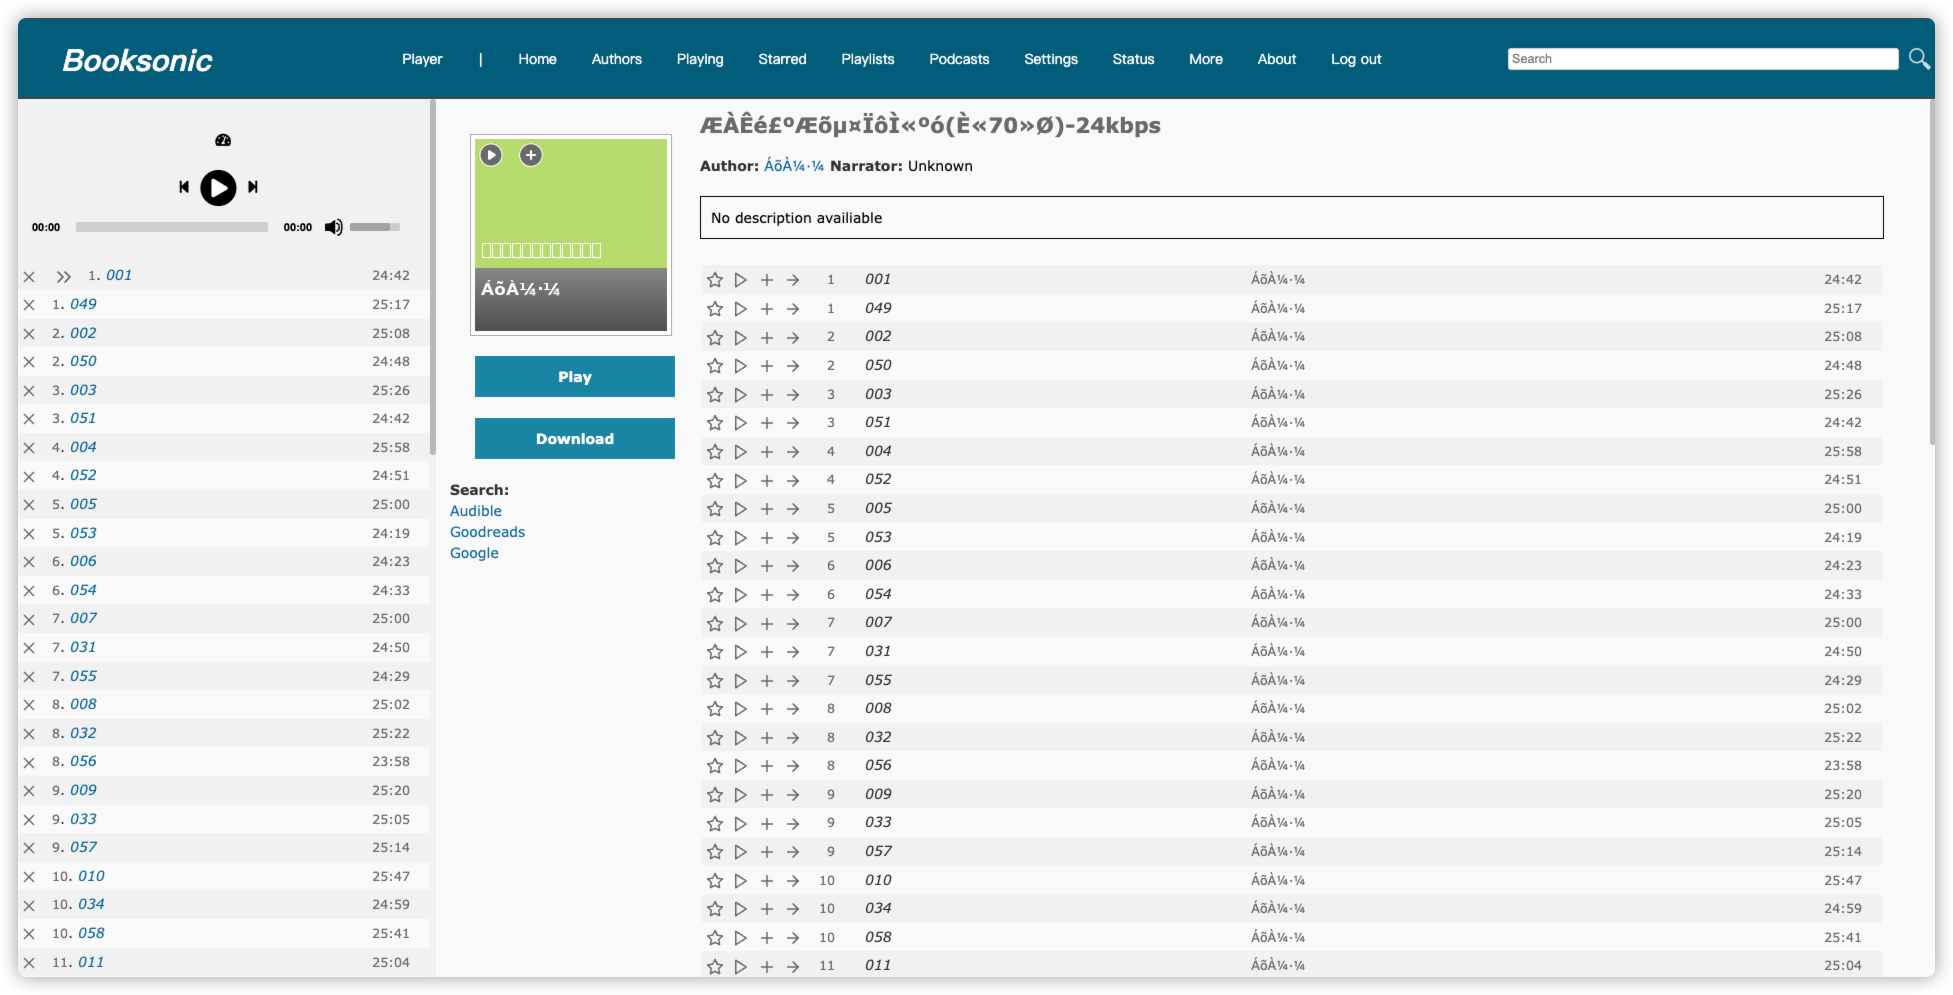 Booksonic
Player | Home Authors Playing Starred Playlists Podcasts Settings Status More About Log out
Search
00:00 00:00
1. 001 24:42
1. 049 25:17
2. 002 25:08
2. 050 24:48
3. 003 25:26
3. 051 24:42
4. 004 25:58
4. 052 24:51
5. 005 25:00
5. 053 24:19
6. 006 24:23
6. 054 24:33
7. 007 25:00
7. 031 24:50
7. 055 24:29
8. 008 25:02
8. 032 25:22
8. 056 23:58
9. 009 25:20
9. 033 25:05
9. 057 25:14
10. 010 25:47
10. 034 24:59
10. 058 25:41
11. 011 25:04
ÁõÀ¼·¼
Play
Download
Search:
Audible
Goodreads
Google
ÆÀÊé£ºÆõµ¤ÏôÌ«ºó(È«70»Ø)-24kbps
Author: ÁõÀ¼·¼ Narrator: Unknown
No description availiable
1 001 ÁõÀ¼·¼ 24:42
1 049 ÁõÀ¼·¼ 25:17
2 002 ÁõÀ¼·¼ 25:08
2 050 ÁõÀ¼·¼ 24:48
3 003 ÁõÀ¼·¼ 25:26
3 051 ÁõÀ¼·¼ 24:42
4 004 ÁõÀ¼·¼ 25:58
4 052 ÁõÀ¼·¼ 24:51
5 005 ÁõÀ¼·¼ 25:00
5 053 ÁõÀ¼·¼ 24:19
6 006 ÁõÀ¼·¼ 24:23
6 054 ÁõÀ¼·¼ 24:33
7 007 ÁõÀ¼·¼ 25:00
7 031 ÁõÀ¼·¼ 24:50
7 055 ÁõÀ¼·¼ 24:29
8 008 ÁõÀ¼·¼ 25:02
8 032 ÁõÀ¼·¼ 25:22
8 056 ÁõÀ¼·¼ 23:58
9 009 ÁõÀ¼·¼ 25:20
9 033 ÁõÀ¼·¼ 25:05
9 057 ÁõÀ¼·¼ 25:14
10 010 ÁõÀ¼·¼ 25:47
10 034 ÁõÀ¼·¼ 24:59
10 058 ÁõÀ¼·¼ 25:41
11 011 ÁõÀ¼·¼ 25:04